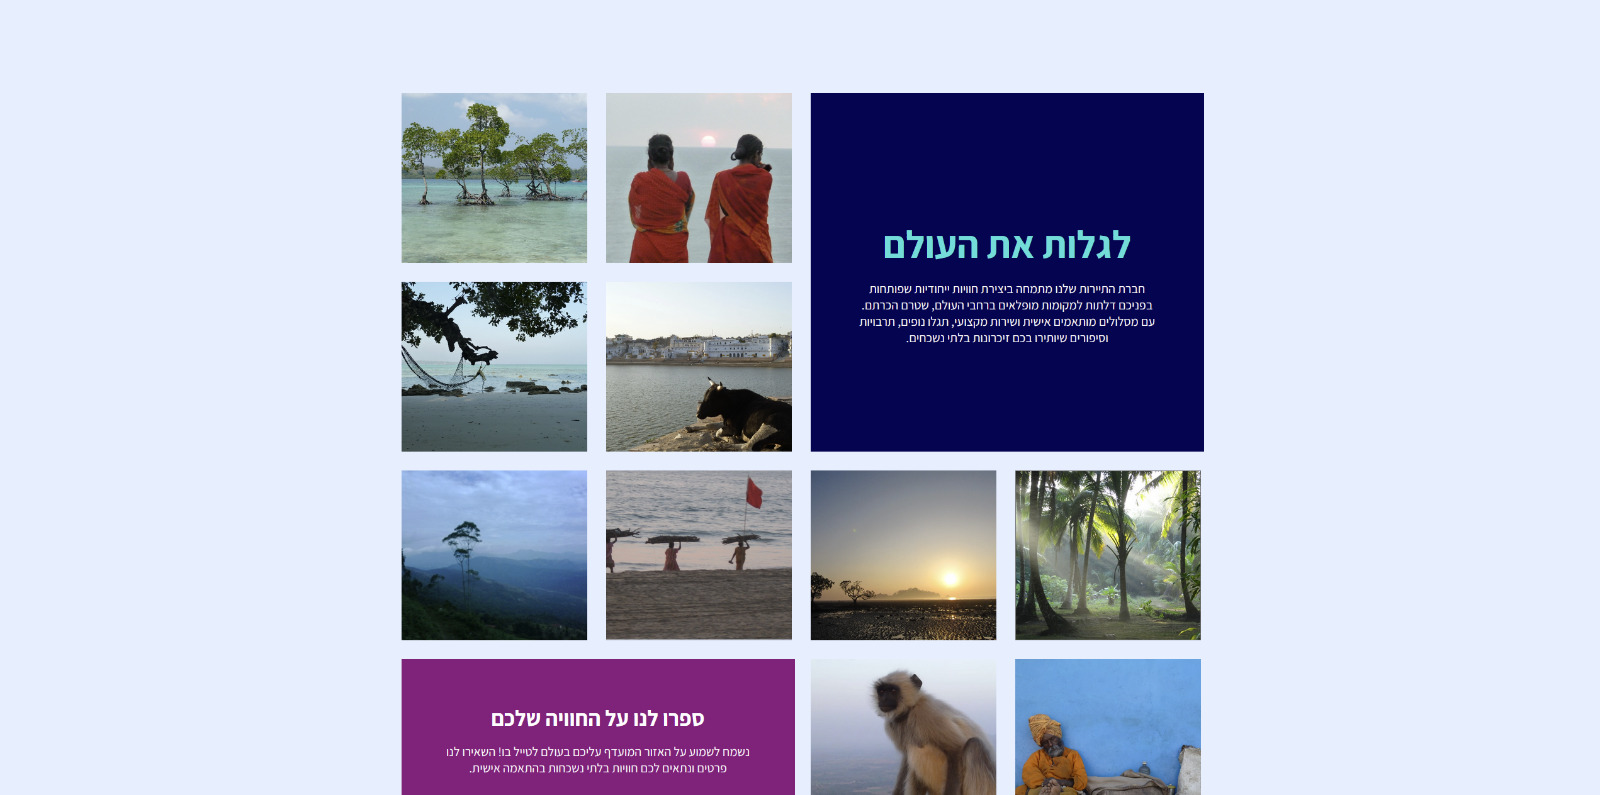 לגלות את העולם
חברת התיירות שלנו מתמחה ביצירת חוויות ייחודיות שפותחות
בפניכם דלתות למקומות מופלאים ברחבי העולם, שטרם הכרתם.
עם מסלולים מותאמים אישית ושירות מקצועי, תגלו נופים, תרבויות
וסיפורים שיותירו בכם זיכרונות בלתי נשכחים.
ספרו לנו על החוויה שלכם
נשמח לשמוע על האזור המועדף עליכם בעולם לטייל בו! השאירו לנו
פרטים ונתאים לכם חוויות בלתי נשכחות בהתאמה אישית.